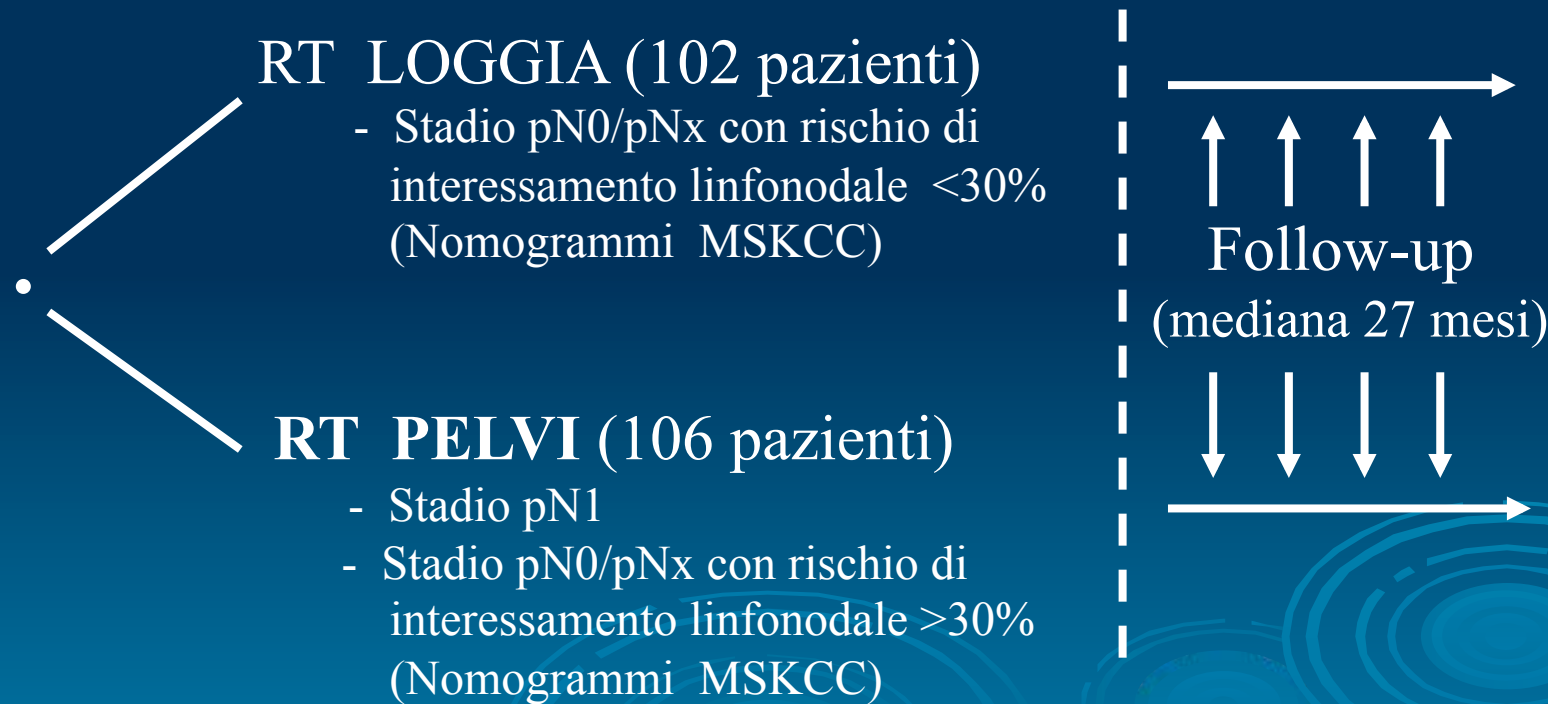 RT LOGGIA (102 pazienti)
- Stadio pN0/pNx con rischio di
interessamento linfonodale <30%
(Nomogrammi MSKCC)
RT PELVI (106 pazienti)
- Stadio pN1
- Stadio pN0/pNx con rischio di
interessamento linfonodale >30%
(Nomogrammi MSKCC)
Follow-up
(mediana 27 mesi)